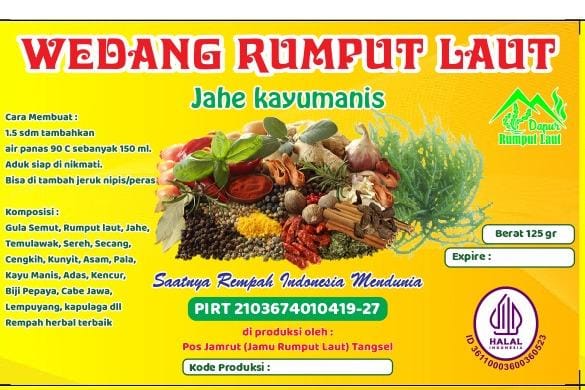 WEDANG RUMPUT LAUT
Jahe kayumanis
Cara Membuat :
1.5 sdm tambahkan
air panas 90 C sebanyak 150 ml.
Aduk siap di nikmati.
Bisa di tambah jeruk nipis/peras
Komposisi :
Gula Semut, Rumput laut, Jahe,
Temulawak, Sereh, Secang,
Cengkih, Kunyit, Asam, Pala,
Kayu Manis, Adas, Kencur,
Biji Pepaya, Cabe Jawa,
Lempuyang, kapulaga dll
Rempah herbal terbaik
Dapur
Rumput Laut
Berat 125 gr
Expire :
Saatnya Rempah Indonesia Mendunia
PIRT 2103674010419-27
di produksi oleh :
Pos Jamrut (Jamu Rumput Laut) Tangsel
Kode Produksi :
HALAL
INDONESIA
ID 36110003600360523